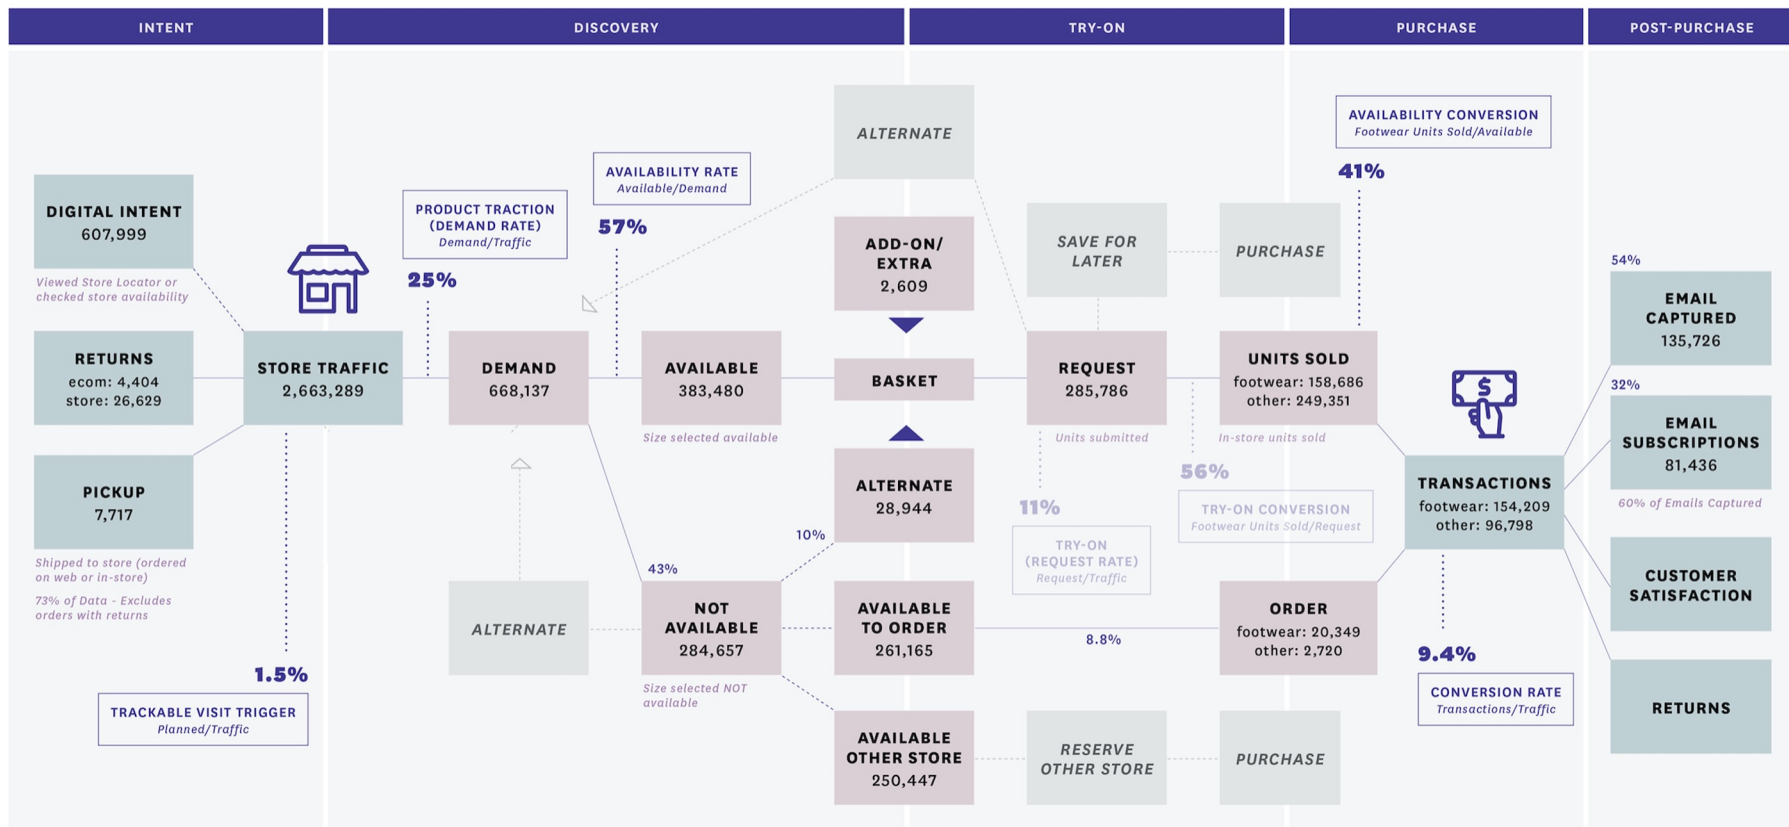 INTENT
DISCOVERY
TRY-ON
PURCHASE
POST-PURCHASE
DIGITAL INTENT
607,999
Viewed Store Locator or
checked store availability
RETURNS
ecom: 4,404
store: 26,629
PICKUP
7,717
Shipped to store (ordered
on web or in-store)
73% of Data - Excludes
orders with returns
STORE TRAFFIC
2,663,289
1.5%
TRACKABLE VISIT TRIGGER
Planned/Traffic
PRODUCT TRACTION
(DEMAND RATE)
Demand/Traffic
25%
AVAILABILITY RATE
Available/Demand
57%
DEMAND
668,137
AVAILABLE
383,480
Size selected available
ALTERNATE
43%
NOT
AVAILABLE
284,657
Size selected NOT
available
ALTERNATE
ADD-ON/
EXTRA
2,609
BASKET
ALTERNATE
28,944
10%
AVAILABLE
TO ORDER
261,165
AVAILABLE
OTHER STORE
250,447
SAVE FOR
LATER
PURCHASE
REQUEST
285,786
Units submitted
11%
TRY-ON
(REQUEST RATE)
Request/Traffic
UNITS SOLD
footwear: 158,686
other: 249,351
In-store units sold
56%
TRY-ON CONVERSION
Footwear Units Sold/Request
8.8%
ORDER
footwear: 20,349
other: 2,720
RESERVE
OTHER STORE
PURCHASE
AVAILABILITY CONVERSION
Footwear Units Sold/Available
41%
$
TRANSACTIONS
footwear: 154,209
other: 96,798
9.4%
CONVERSION RATE
Transactions/Traffic
54%
EMAIL
CAPTURED
135,726
32%
EMAIL
SUBSCRIPTIONS
81,436
60% of Emails Captured
CUSTOMER
SATISFACTION
RETURNS